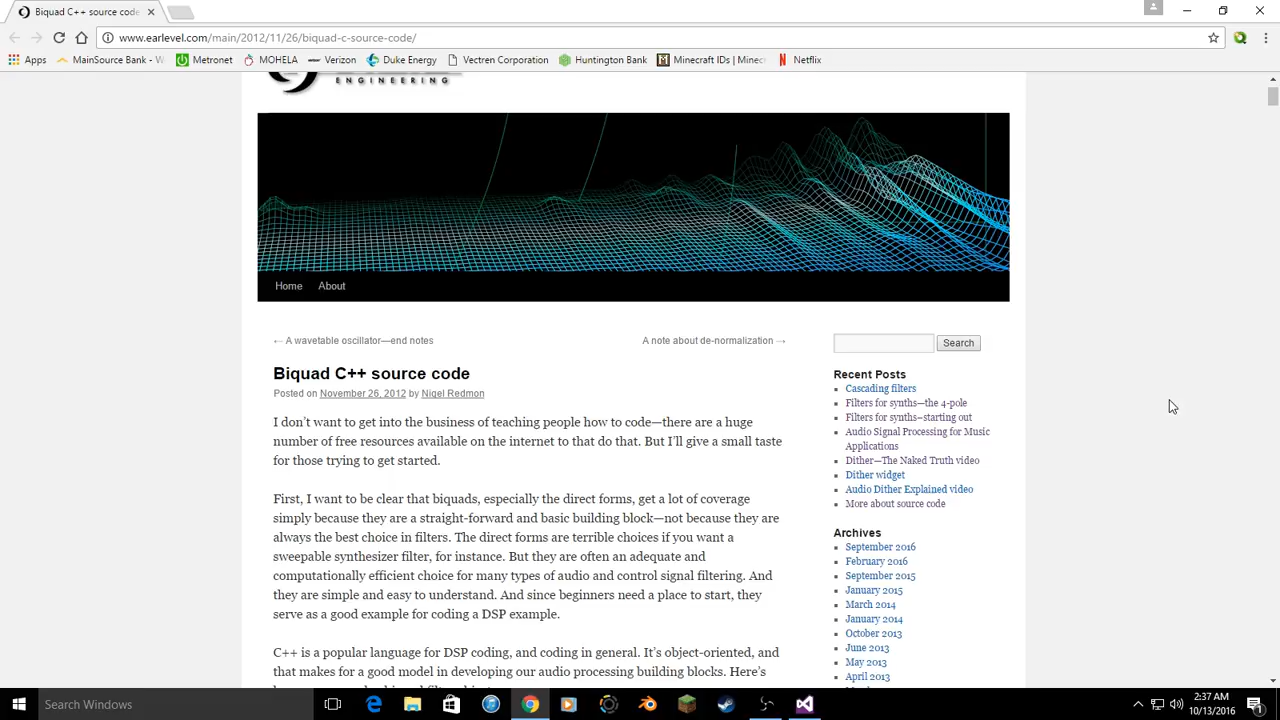 Biquad C++ source code
www.earlevel.com/main/2012/11/26/biquad-c-source-code/
Apps MainSource Bank - Metronet MOHELA Verizon Duke Energy Vectren Corporation Huntington Bank Minecraft IDs | Minec Netflix
ENGINEERING
Home About
← A wavetable oscillator—end notes A note about de-normalization →
Search
Biquad C++ source code
Posted on November 26, 2012 by Nigel Redmon
I don't want to get into the business of teaching people how to code—there are a huge
number of free resources available on the internet to that do that. But I'll give a small taste
for those trying to get started.
First, I want to be clear that biquads, especially the direct forms, get a lot of coverage
simply because they are a straight-forward and basic building block—not because they are
always the best choice in filters. The direct forms are terrible choices if you want a
sweepable synthesizer filter, for instance. But they are often an adequate and
computationally efficient choice for many types of audio and control signal filtering. And
they are simple and easy to understand. And since beginners need a place to start, they
serve as a good example for coding a DSP example.
C++ is a popular language for DSP coding, and coding in general. It's object-oriented, and
that makes for a good model in developing our audio processing building blocks. Here's
Recent Posts
Cascading filters
Filters for synths—the 4-pole
Filters for synths–starting out
Audio Signal Processing for Music
Applications
Dither—The Naked Truth video
Dither widget
Audio Dither Explained video
More about source code
Archives
September 2016
February 2016
September 2015
January 2015
March 2014
January 2014
October 2013
June 2013
May 2013
April 2013
Search Windows
2:37 AM
10/13/2016